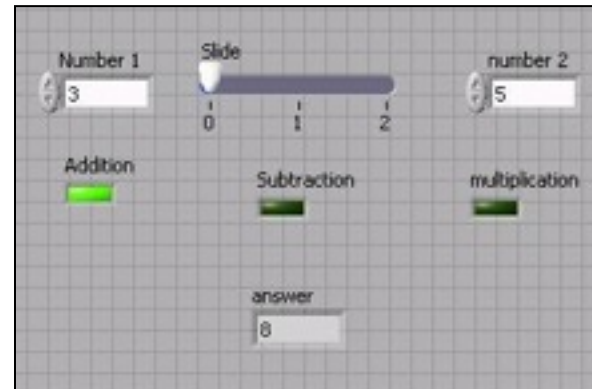 Number 1
Slide
number 2
3
5
0 1 2
Addition
Subtraction
multiplication
answer
8